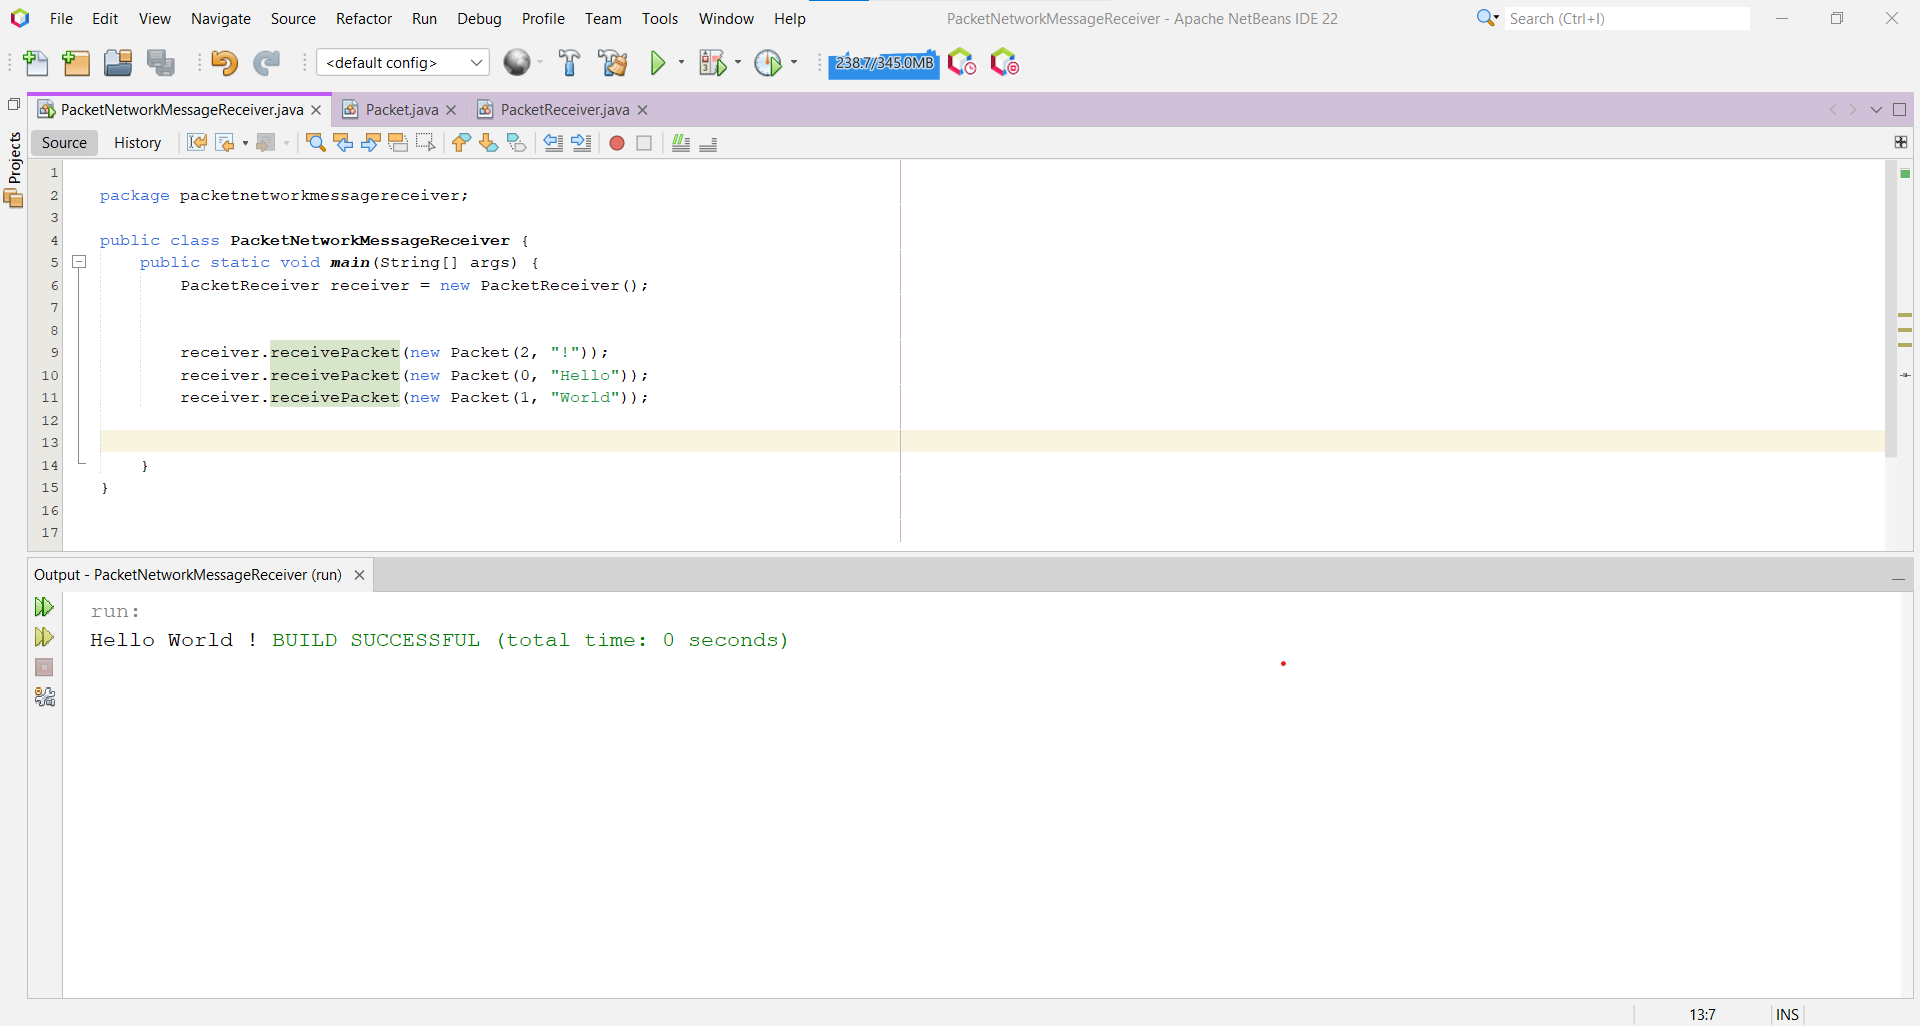 File Edit View Navigate Source Refactor Run Debug Profile Team Tools Window Help PacketNetworkMessageReceiver - Apache NetBeans IDE 22 Search (Ctrl+I)
<default config> 238.7/345.0MB
Projects
PacketNetworkMessageReceiver.java Packet.java PacketReceiver.java
Source History
1
2 package packetnetworkmessagereceiver;
3
4 public class PacketNetworkMessageReceiver {
5 public static void main(String[] args) {
6 PacketReceiver receiver = new PacketReceiver();
7
8
9 receiver.receivePacket(new Packet(2, "!"));
10 receiver.receivePacket(new Packet(0, "Hello"));
11 receiver.receivePacket(new Packet(1, "World"));
12
13
14 }
15 }
16
17
Output - PacketNetworkMessageReceiver (run)
run:
Hello World ! BUILD SUCCESSFUL (total time: 0 seconds)
13:7 INS